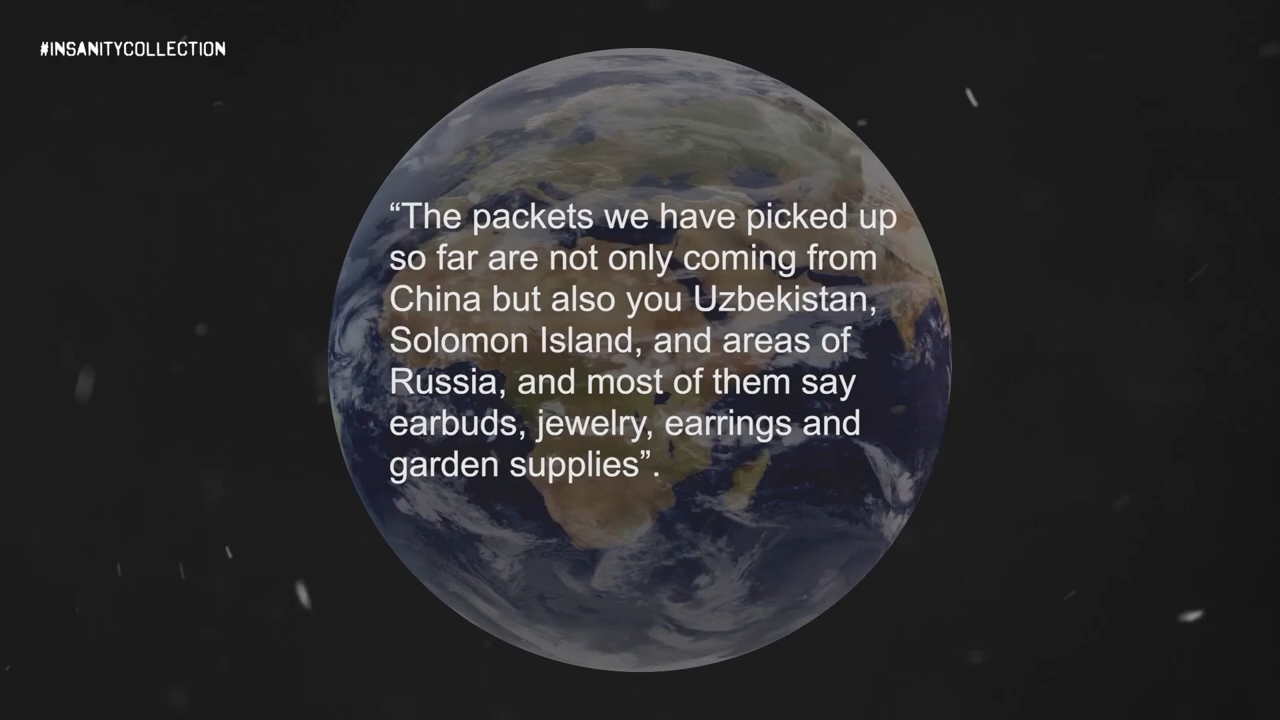 #INSANITYCOLLECTION
“The packets we have picked up
so far are not only coming from
China but also you Uzbekistan,
Solomon Island, and areas of
Russia, and most of them say
earbuds, jewelry, earrings and
garden supplies”.